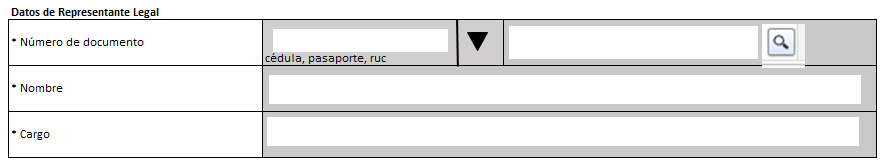 Datos de Representante Legal
* Número de documento
cédula, pasaporte, ruc
* Nombre
* Cargo